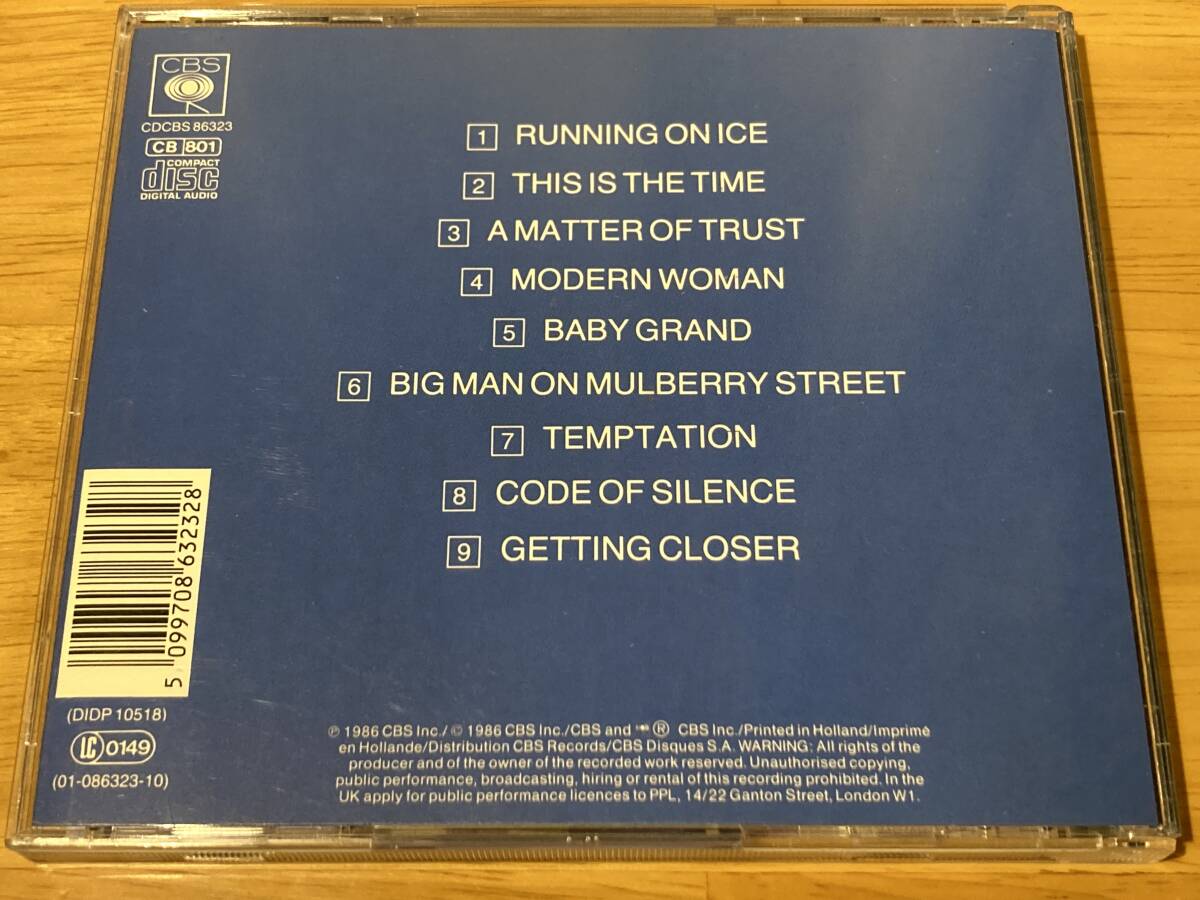 CBS
CDCBS 86323
CB 801
COMPACT
disc
DIGITAL AUDIO
1 RUNNING ON ICE
2 THIS IS THE TIME
3 A MATTER OF TRUST
4 MODERN WOMAN
5 BABY GRAND
6 BIG MAN ON MULBERRY STREET
7 TEMPTATION
8 CODE OF SILENCE
9 GETTING CLOSER
5 099708 632328
(DIDP 10518)
LC 0149
(01-086323-10)
℗ 1986 CBS Inc./ © 1986 CBS Inc./CBS and ® CBS Inc./Printed in Holland/Imprimé
en Hollande/Distribution CBS Records/CBS Disques S.A. WARNING: All rights of the
producer and of the owner of the recorded work reserved. Unauthorised copying,
public performance, broadcasting, hiring or rental of this recording prohibited. In the
UK apply for public performance licences to PPL, 14/22 Ganton Street, London W1.